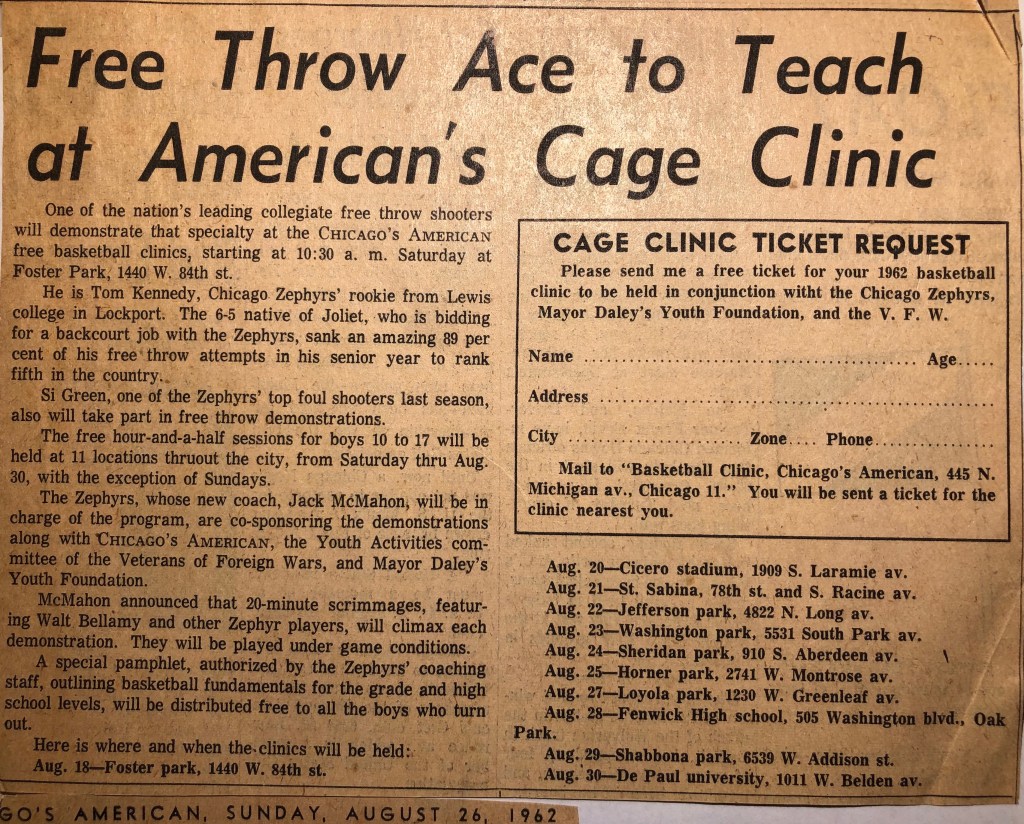 Free Throw Ace to Teach
at American's Cage Clinic
One of the nation's leading collegiate free throw shooters
will demonstrate that specialty at the CHICAGO'S AMERICAN
free basketball clinics, starting at 10:30 a. m. Saturday at
Foster Park, 1440 W. 84th st.
He is Tom Kennedy, Chicago Zephyrs' rookie from Lewis
college in Lockport. The 6-5 native of Joliet, who is bidding
for a backcourt job with the Zephyrs, sank an amazing 89 per
cent of his free throw attempts in his senior year to rank
fifth in the country.
Si Green, one of the Zephyrs' top foul shooters last season,
also will take part in free throw demonstrations.
The free hour-and-a-half sessions for boys 10 to 17 will be
held at 11 locations thruout the city, from Saturday thru Aug.
30, with the exception of Sundays.
The Zephyrs, whose new coach, Jack McMahon, will be in
charge of the program, are co-sponsoring the demonstrations
along with CHICAGO'S AMERICAN, the Youth Activities com-
mittee of the Veterans of Foreign Wars, and Mayor Daley's
Youth Foundation.
McMahon announced that 20-minute scrimmages, featur-
ing Walt Bellamy and other Zephyr players, will climax each
demonstration. They will be played under game conditions.
A special pamphlet, authorized by the Zephyrs' coaching
staff, outlining basketball fundamentals for the grade and high
school levels, will be distributed free to all the boys who turn
out.
Here is where and when the clinics will be held:
Aug. 18—Foster park, 1440 W. 84th st.
CAGE CLINIC TICKET REQUEST
Please send me a free ticket for your 1962 basketball
clinic to be held in conjunction witht the Chicago Zephyrs,
Mayor Daley's Youth Foundation, and the V. F. W.
Name ........................................ Age.....
Address ..................................................
City .................... Zone.... Phone...............
Mail to "Basketball Clinic, Chicago's American, 445 N.
Michigan av., Chicago 11." You will be sent a ticket for the
clinic nearest you.
Aug. 20—Cicero stadium, 1909 S. Laramie av.
Aug. 21—St. Sabina, 78th st. and S. Racine av.
Aug. 22—Jefferson park, 4822 N. Long av.
Aug. 23—Washington park, 5531 South Park av.
Aug. 24—Sheridan park, 910 S. Aberdeen av.
Aug. 25—Horner park, 2741 W. Montrose av.
Aug. 27—Loyola park, 1230 W. Greenleaf av.
Aug. 28—Fenwick High school, 505 Washington blvd., Oak
Park.
Aug. 29—Shabbona park, 6539 W. Addison st.
Aug. 30—De Paul university, 1011 W. Belden av.
GO'S AMERICAN, SUNDAY, AUGUST 26, 1962